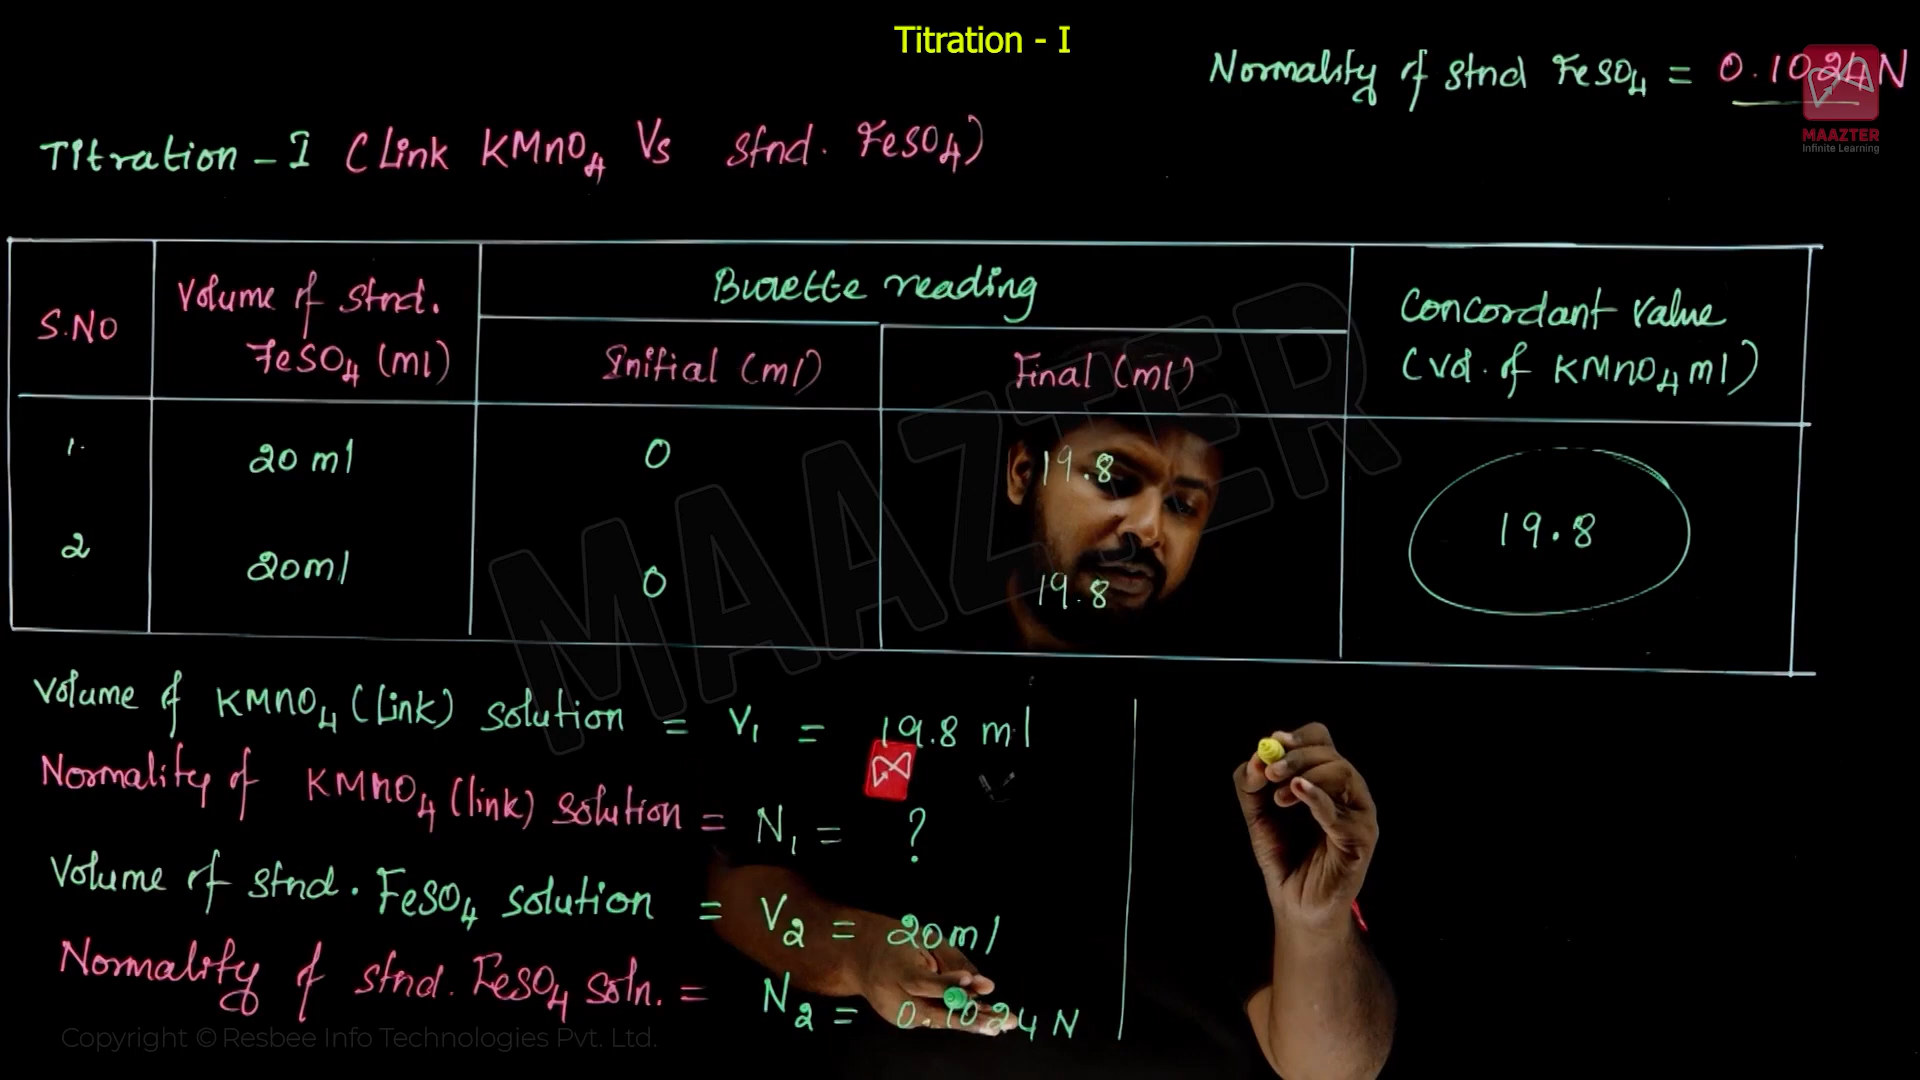 Titration - I
Normality of stnd FeSO4 = 0.1024 N
MAAZTER
Infinite Learning
Titration - I (Link KMnO4 Vs stnd. FeSO4)
S.NO
Volume of stnd. FeSO4 (ml)
Burette reading
Initial (ml)
Final (ml)
Concordant value (vol. of KMnO4 ml)
1. 20 ml 0 19.8
19.8
2 20ml 0 19.8
MAAZTER
Volume of KMnO4 (Link) solution = V1 = 19.8 ml
Normality of KMnO4 (link) solution = N1 = ?
Volume of stnd. FeSO4 solution = V2 = 20ml
Normality of stnd. FeSO4 soln. = N2 = 0.1024 N
Copyright © Resbee Info Technologies Pvt. Ltd.